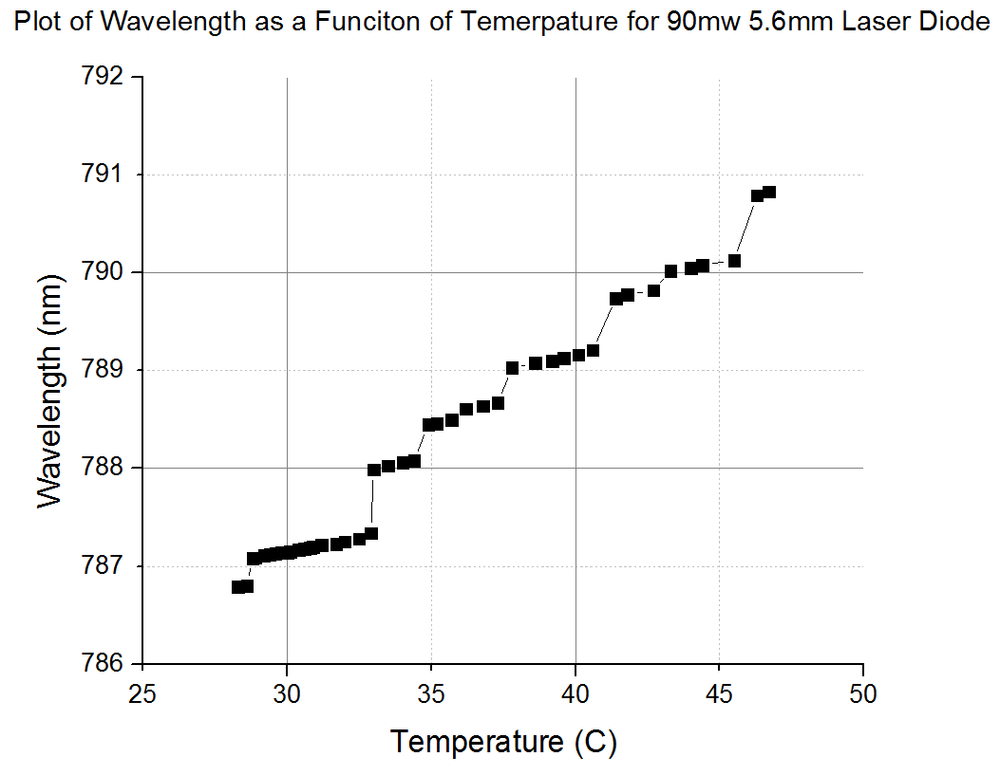 Plot of Wavelength as a Funciton of Temerpature for 90mw 5.6mm Laser Diode
792
791
790
789
788
787
786
Wavelength (nm)
25 30 35 40 45 50
Temperature (C)